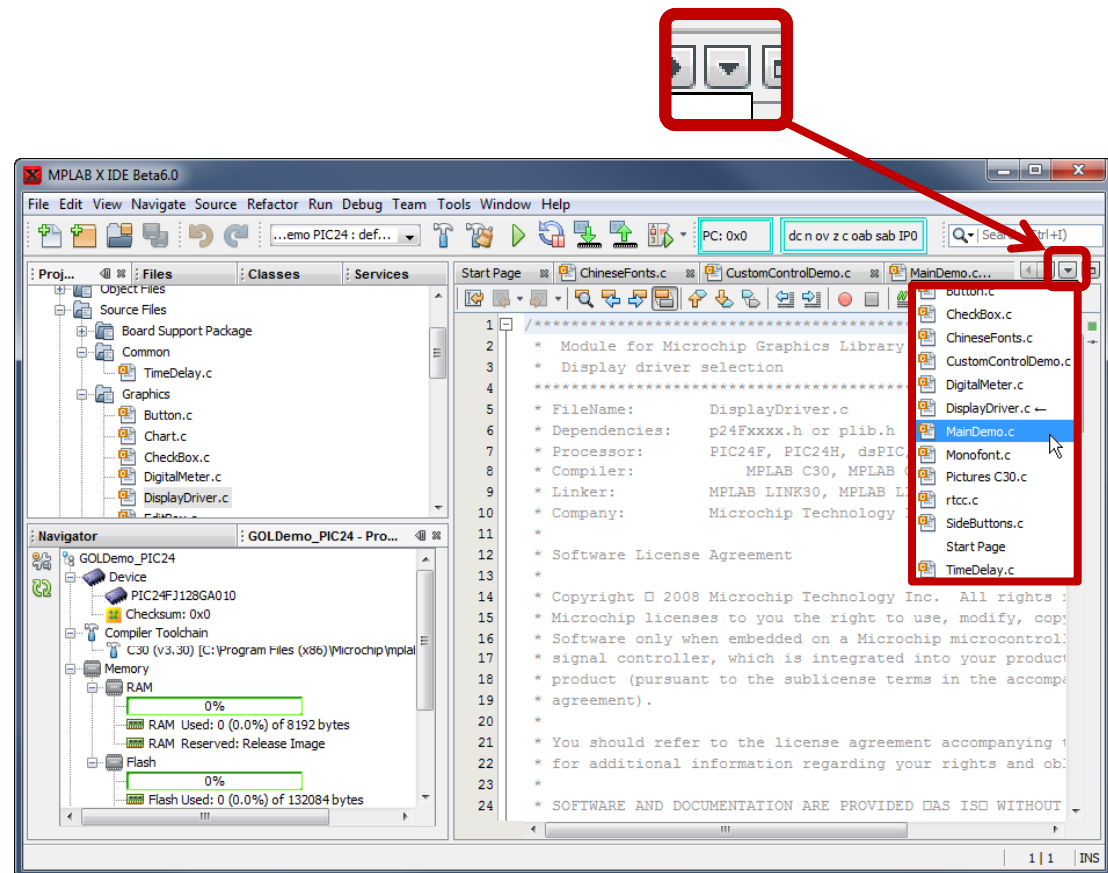 MPLAB X IDE Beta6.0
File Edit View Navigate Source Refactor Run Debug Team Tools Window Help
...emo PIC24 : def...
PC: 0x0
dc n ov z c oab sab IP0
Proj...
Files
Classes
Services
Object Files
Source Files
Board Support Package
Common
TimeDelay.c
Graphics
Button.c
Chart.c
CheckBox.c
DigitalMeter.c
DisplayDriver.c
Navigator
GOLDemo_PIC24 - Pro...
GOLDemo_PIC24
Device
PIC24FJ128GA010
Checksum: 0x0
Compiler Toolchain
C30 (v3.30) [C:\Program Files (x86)\Microchip\mplal
Memory
RAM
0%
RAM Used: 0 (0.0%) of 8192 bytes
RAM Reserved: Release Image
Flash
0%
Flash Used: 0 (0.0%) of 132084 bytes
Start Page
ChineseFonts.c
CustomControlDemo.c
MainDemo.c...
1 /******************************************
2 * Module for Microchip Graphics Library
3 * Display driver selection
4 ******************************************
5 * FileName: DisplayDriver.c
6 * Dependencies: p24Fxxxx.h or plib.h
7 * Processor: PIC24F, PIC24H, dsPIC,
8 * Compiler: MPLAB C30, MPLAB
9 * Linker: MPLAB LINK30, MPLAB
10 * Company: Microchip Technology
11 *
12 * Software License Agreement
13 *
14 * Copyright □ 2008 Microchip Technology Inc. All rights
15 * Microchip licenses to you the right to use, modify, copy
16 * Software only when embedded on a Microchip
17 * signal controller, which is integrated into your product
18 * product (pursuant to the sublicense terms in the
19 * agreement).
20 *
21 * You should refer to the license agreement accompanying
22 * for additional information regarding your rights and
23 *
24 * SOFTWARE AND DOCUMENTATION ARE PROVIDED □AS IS□ WITHOUT
Button.c
CheckBox.c
ChineseFonts.c
CustomControlDemo.c
DigitalMeter.c
DisplayDriver.c ←
MainDemo.c
Monofont.c
Pictures C30.c
rtcc.c
SideButtons.c
Start Page
TimeDelay.c
1 | 1 INS